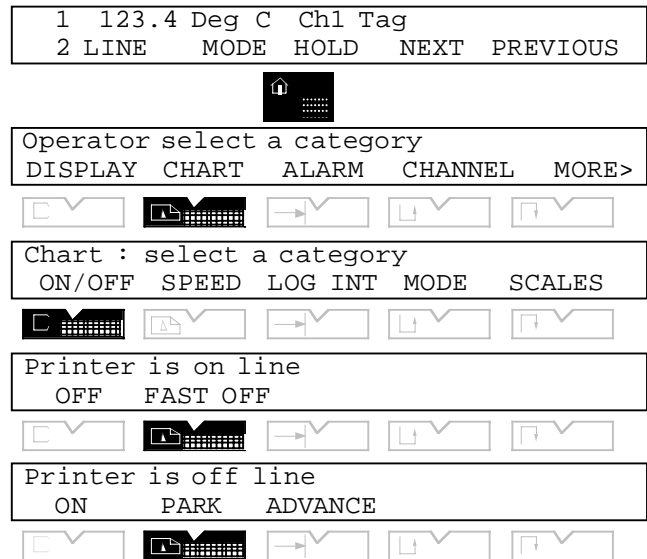 1 123.4 Deg C Ch1 Tag
2 LINE MODE HOLD NEXT PREVIOUS
Operator select a category
DISPLAY CHART ALARM CHANNEL MORE>
Chart : select a category
ON/OFF SPEED LOG INT MODE SCALES
Printer is on line
OFF FAST OFF
Printer is off line
ON PARK ADVANCE